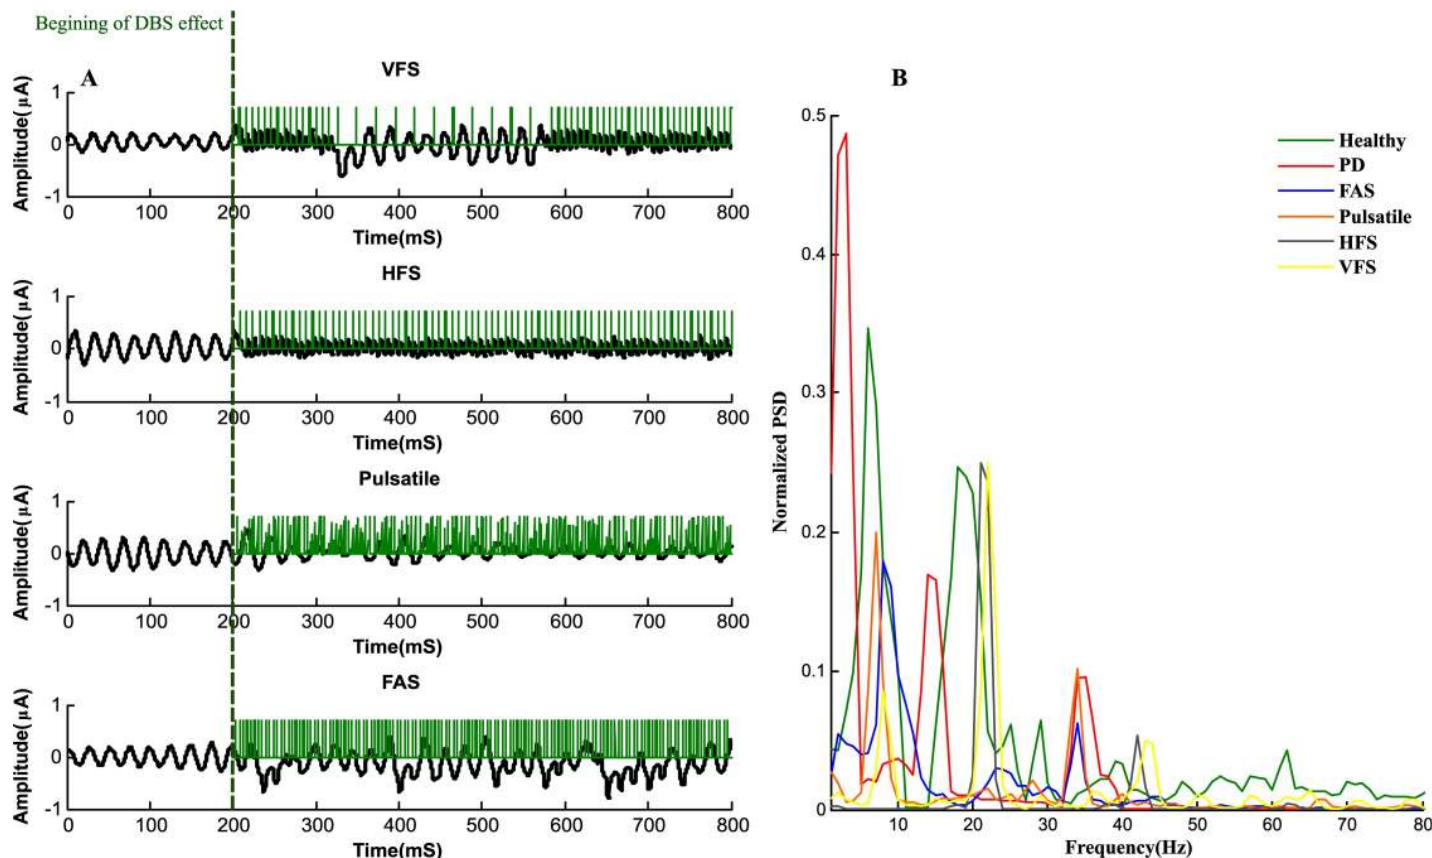 Begining of DBS effect
A
VFS
Amplitude(µA)
1
0
-1
0 100 200 300 400 500 600 700 800
Time(mS)
HFS
Amplitude(µA)
1
0
-1
0 100 200 300 400 500 600 700 800
Time(mS)
Pulsatile
Amplitude(µA)
1
0
-1
0 100 200 300 400 500 600 700 800
Time(mS)
FAS
Amplitude(µA)
1
0
-1
0 100 200 300 400 500 600 700 800
Time(mS)
B
Healthy
PD
FAS
Pulsatile
HFS
VFS
Normalized PSD
0.5
0.4
0.3
0.2
0.1
0
10 20 30 40 50 60 70 80
Frequency(Hz)